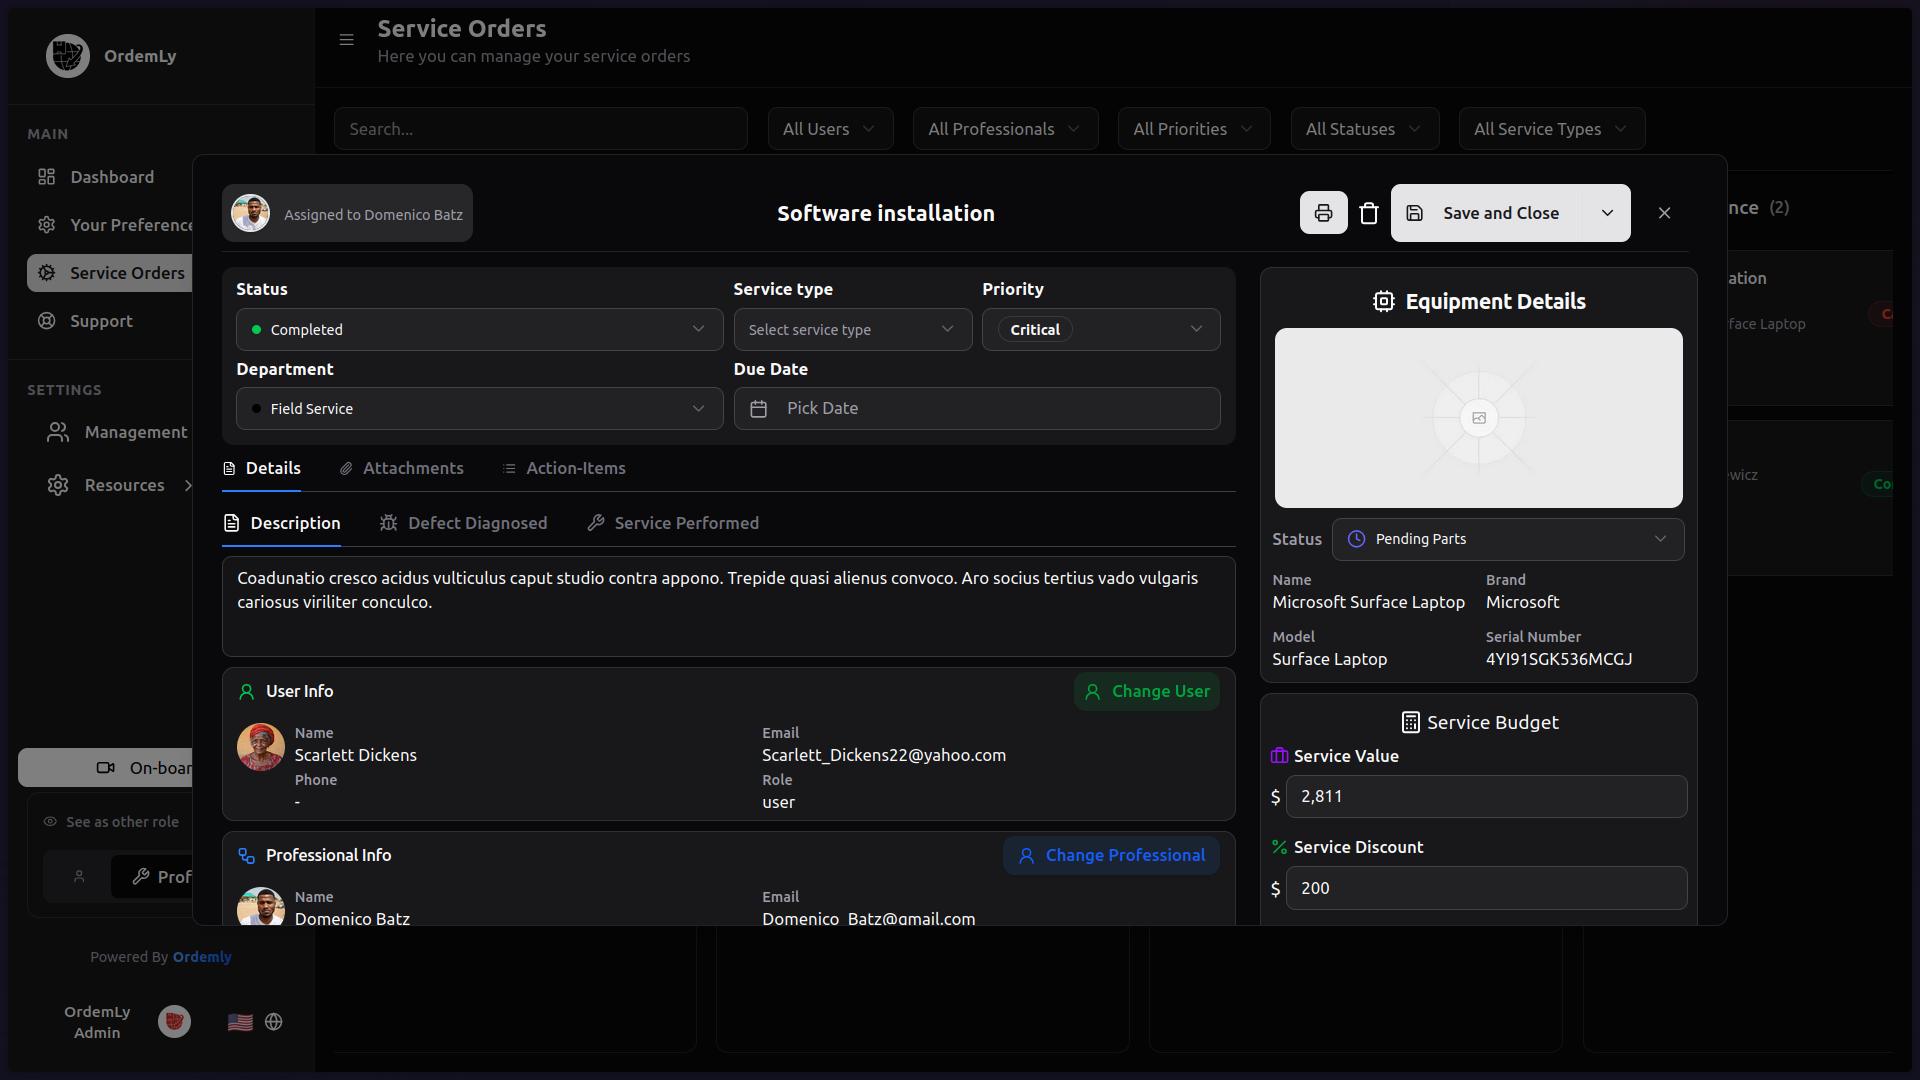 OrdemLy
Service Orders
Here you can manage your service orders
Search...
All Users
All Professionals
All Priorities
All Statuses
All Service Types
MAIN
Dashboard
Your Preference
Service Orders
Support
SETTINGS
Management
Resources
On-boar
See as other role
Prof
Powered By Ordemly
OrdemLy
Admin
Assigned to Domenico Batz
Software installation
Save and Close
Status
Service type
Priority
Completed
Select service type
Critical
Department
Due Date
Field Service
Pick Date
Details
Attachments
Action-Items
Description
Defect Diagnosed
Service Performed
Coadunatio cresco acidus vulticulus caput studio contra appono. Trepide quasi alienus convoco. Aro socius tertius vado vulgaris
cariosus viriliter conculco.
User Info
Change User
Name
Email
Scarlett Dickens
Scarlett_Dickens22@yahoo.com
Phone
Role
-
user
Professional Info
Change Professional
Name
Email
Domenico Batz
Domenico_Batz@gmail.com
Equipment Details
Status
Pending Parts
Name
Brand
Microsoft Surface Laptop
Microsoft
Model
Serial Number
Surface Laptop
4YI91SGK536MCGJ
Service Budget
Service Value
$ 2,811
Service Discount
$ 200
nce (2)
ation
face Laptop
Ca
wicz
Co